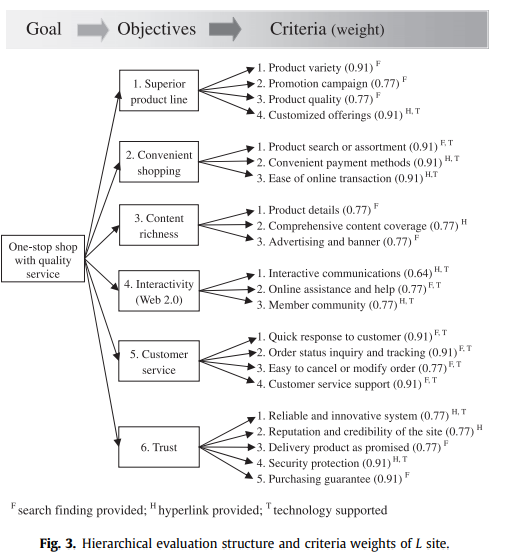 Goal Objectives Criteria (weight)
One-stop shop
with quality
service
1. Superior
product line
1. Product variety (0.91) F
2. Promotion campaign (0.77) F
3. Product quality (0.77) F
4. Customized offerings (0.91) H, T
2. Convenient
shopping
1. Product search or assortment (0.91) F, T
2. Convenient payment methods (0.91) H, T
3. Ease of online transaction (0.91) H,T
3. Content
richness
1. Product details (0.77) F
2. Comprehensive content coverage (0.77) H
3. Advertising and banner (0.77) F
4. Interactivity
(Web 2.0)
1. Interactive communications (0.64) H, T
2. Online assistance and help (0.77) F, T
3. Member community (0.77) H, T
5. Customer
service
1. Quick response to customer (0.91) F, T
2. Order status inquiry and tracking (0.91) F, T
3. Easy to cancel or modify order (0.77) F, T
4. Customer service support (0.91) F, T
6. Trust
1. Reliable and innovative system (0.77) H, T
2. Reputation and credibility of the site (0.77) H
3. Delivery product as promised (0.77) F
4. Security protection (0.91) H, T
5. Purchasing guarantee (0.91) F
F search finding provided; H hyperlink provided; T technology supported
Fig. 3. Hierarchical evaluation structure and criteria weights of L site.